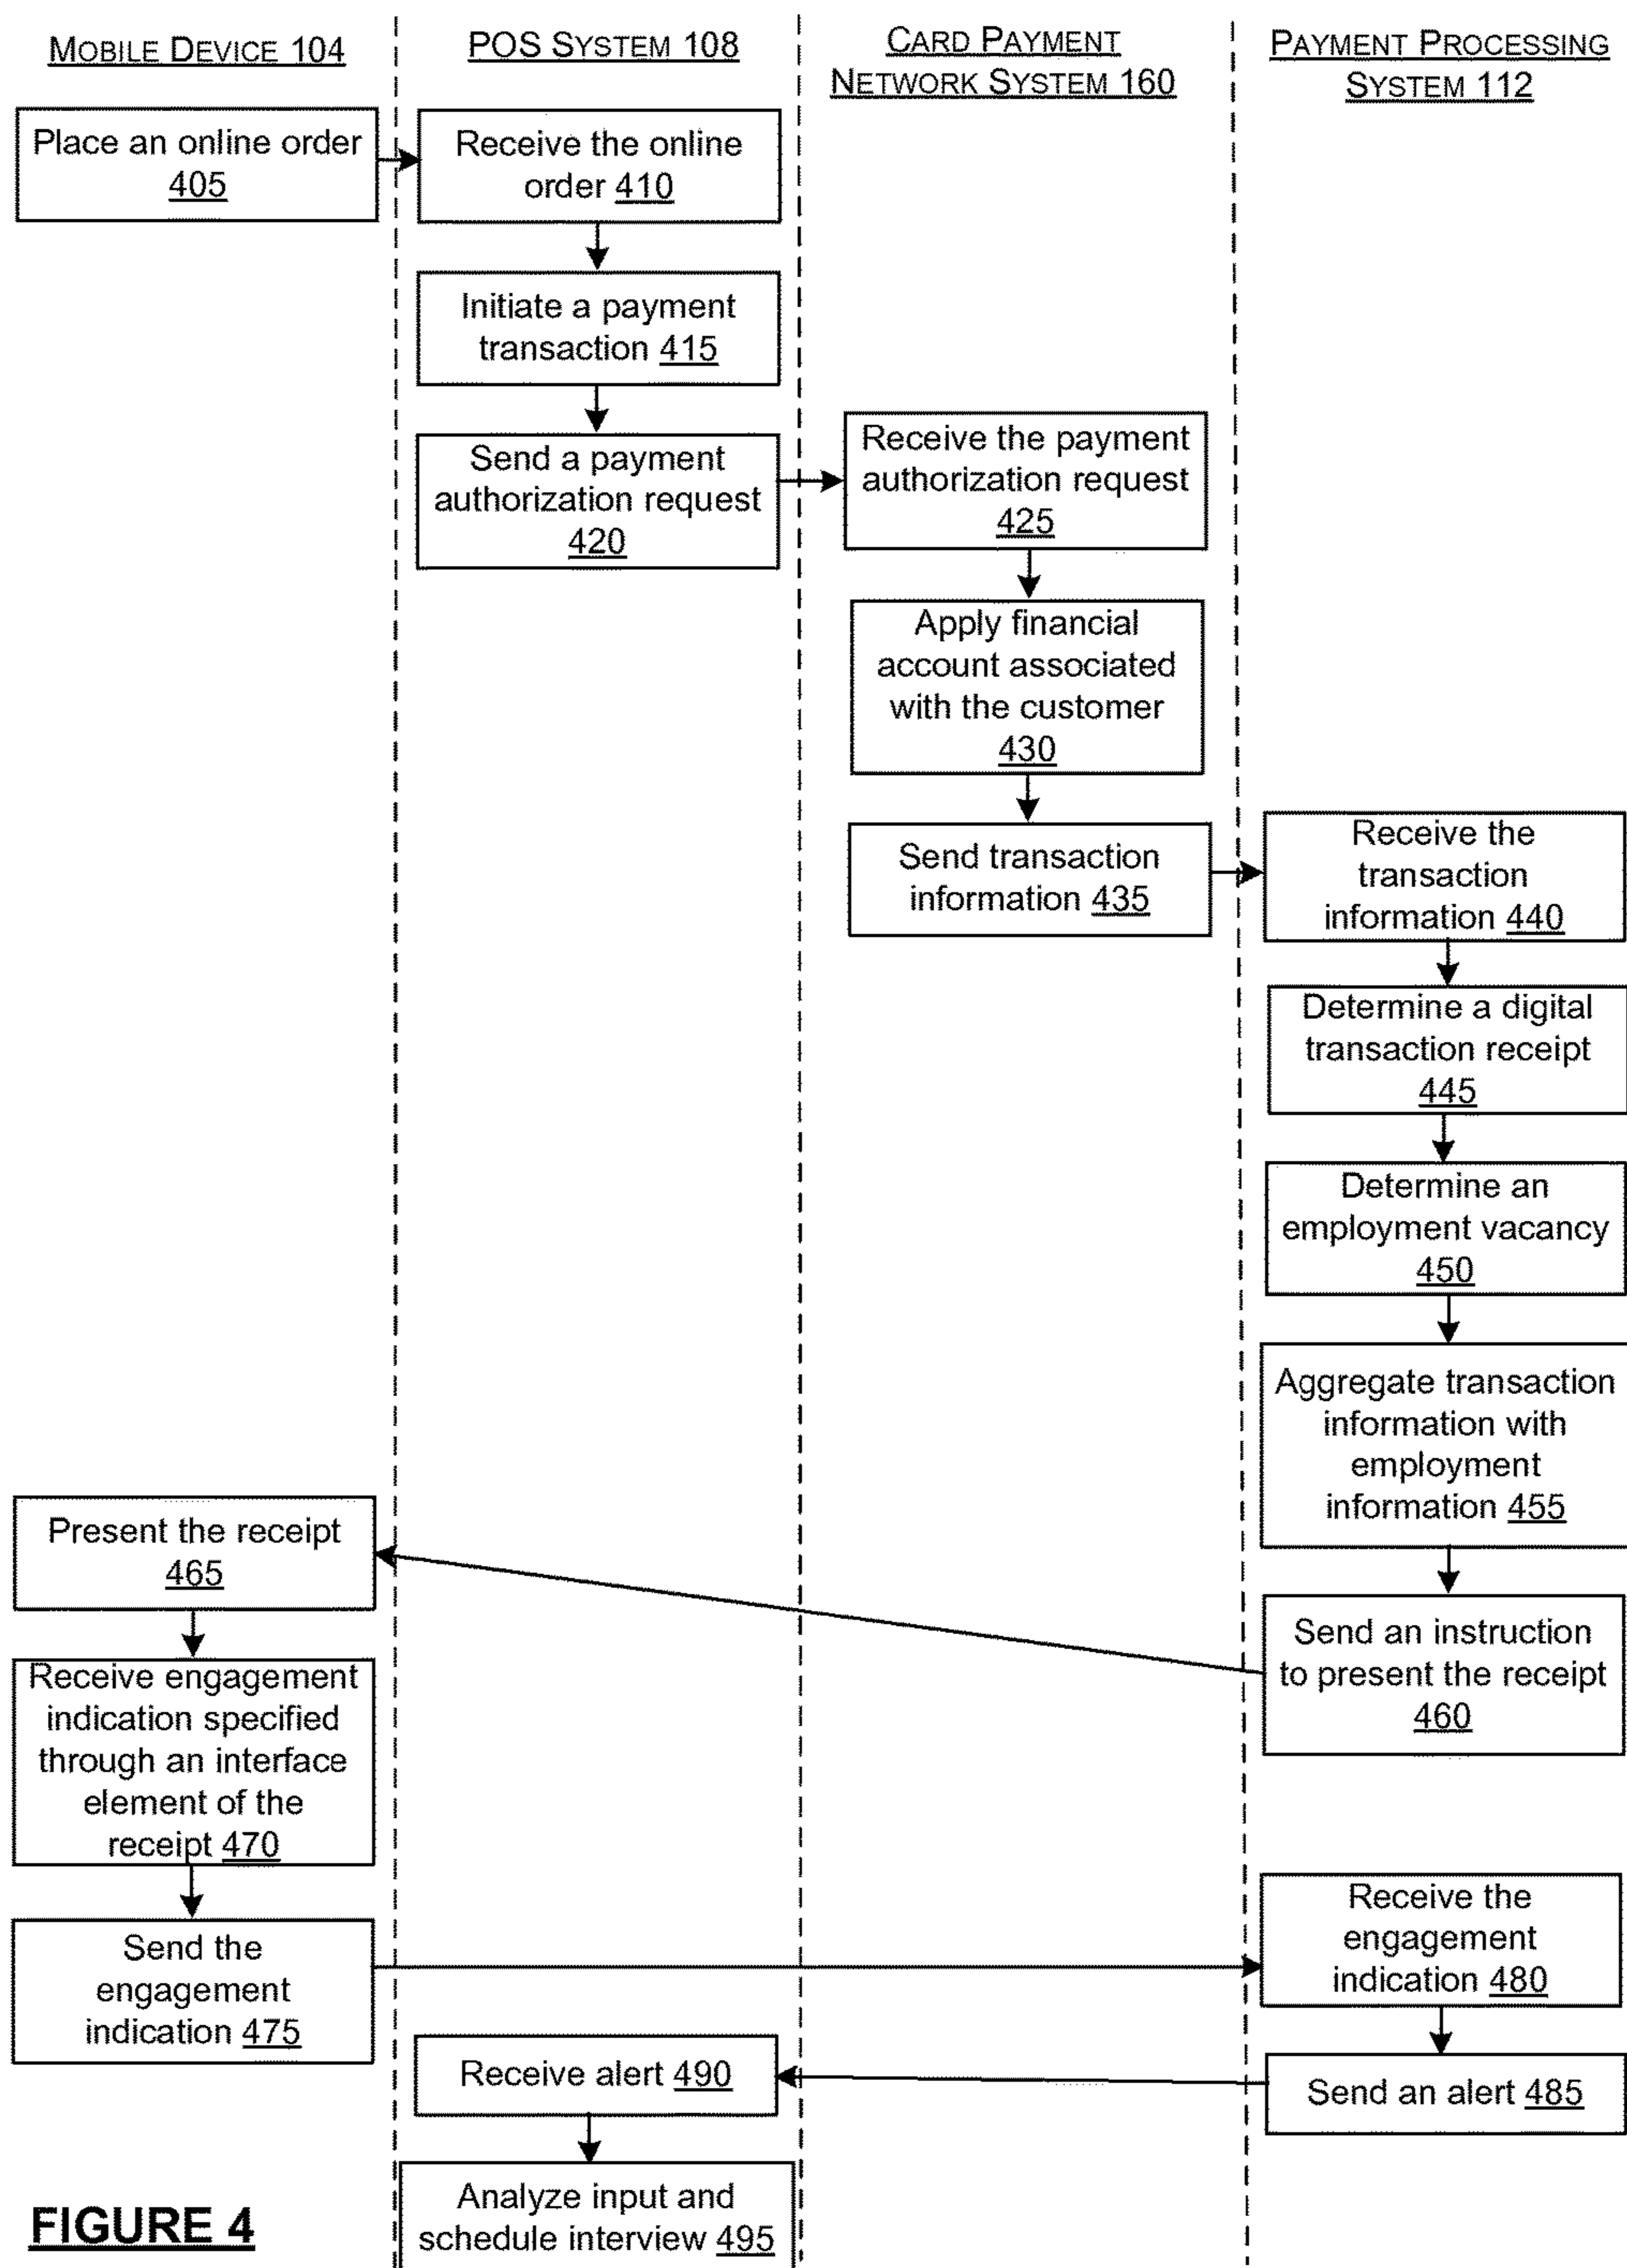 MOBILE DEVICE 104
POS SYSTEM 108
CARD PAYMENT
NETWORK SYSTEM 160
PAYMENT PROCESSING
SYSTEM 112
Place an online order
405
Receive the online
order 410
Initiate a payment
transaction 415
Send a payment
authorization request
420
Receive the payment
authorization request
425
Apply financial
account associated
with the customer
430
Send transaction
information 435
Receive the
transaction
information 440
Determine a digital
transaction receipt
445
Determine an
employment vacancy
450
Aggregate transaction
information with
employment
information 455
Send an instruction
to present the receipt
460
Present the receipt
465
Receive engagement
indication specified
through an interface
element of the
receipt 470
Send the
engagement
indication 475
Receive the
engagement
indication 480
Send an alert 485
Receive alert 490
Analyze input and
schedule interview 495
FIGURE 4